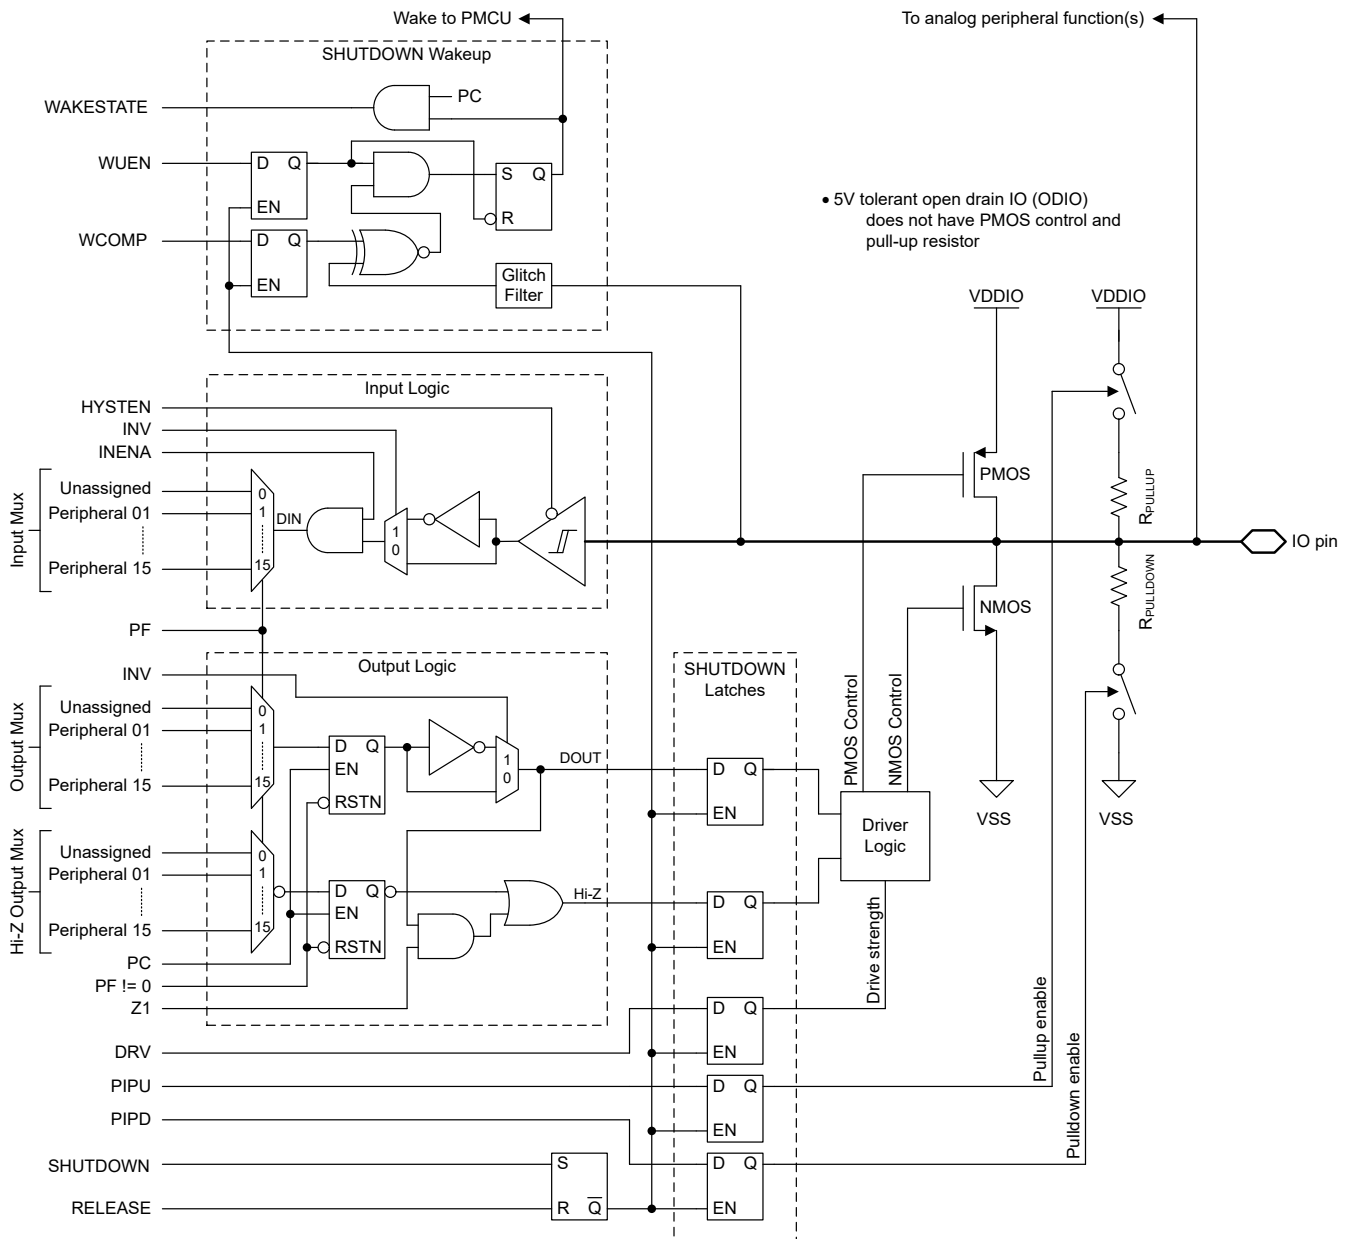 Wake to PMCU
To analog peripheral function(s)
SHUTDOWN Wakeup
WAKESTATE
PC
WUEN
D Q
EN
S Q
R
WCOMP
D Q
EN
Glitch
Filter
• 5V tolerant open drain IO (ODIO)
does not have PMOS control and
pull-up resistor
VDDIO
VDDIO
Input Logic
HYSTEN
INV
INENA
Input Mux
Unassigned
Peripheral 01
Peripheral 15
0
1
15
DIN
1
0
PMOS
RPULLUP
IO pin
NMOS
RPULLDOWN
PF
Output Logic
INV
Output Mux
Unassigned
Peripheral 01
Peripheral 15
0
1
15
D Q
EN
RSTN
1
0
DOUT
SHUTDOWN
Latches
D Q
EN
PMOS Control
NMOS Control
Driver
Logic
VSS
VSS
Hi-Z Output Mux
Unassigned
Peripheral 01
Peripheral 15
0
1
15
D Q
EN
RSTN
Hi-Z
D Q
EN
Drive strength
PC
PF != 0
Z1
DRV
D Q
EN
PIPU
D Q
EN
Pullup enable
PIPD
D Q
EN
Pulldown enable
SHUTDOWN
RELEASE
S
R Q̅